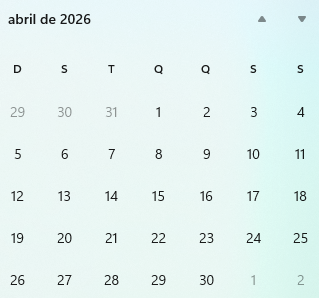 abril de 2026
D S T Q Q S S
29 30 31 1 2 3 4
5 6 7 8 9 10 11
12 13 14 15 16 17 18
19 20 21 22 23 24 25
26 27 28 29 30 1 2